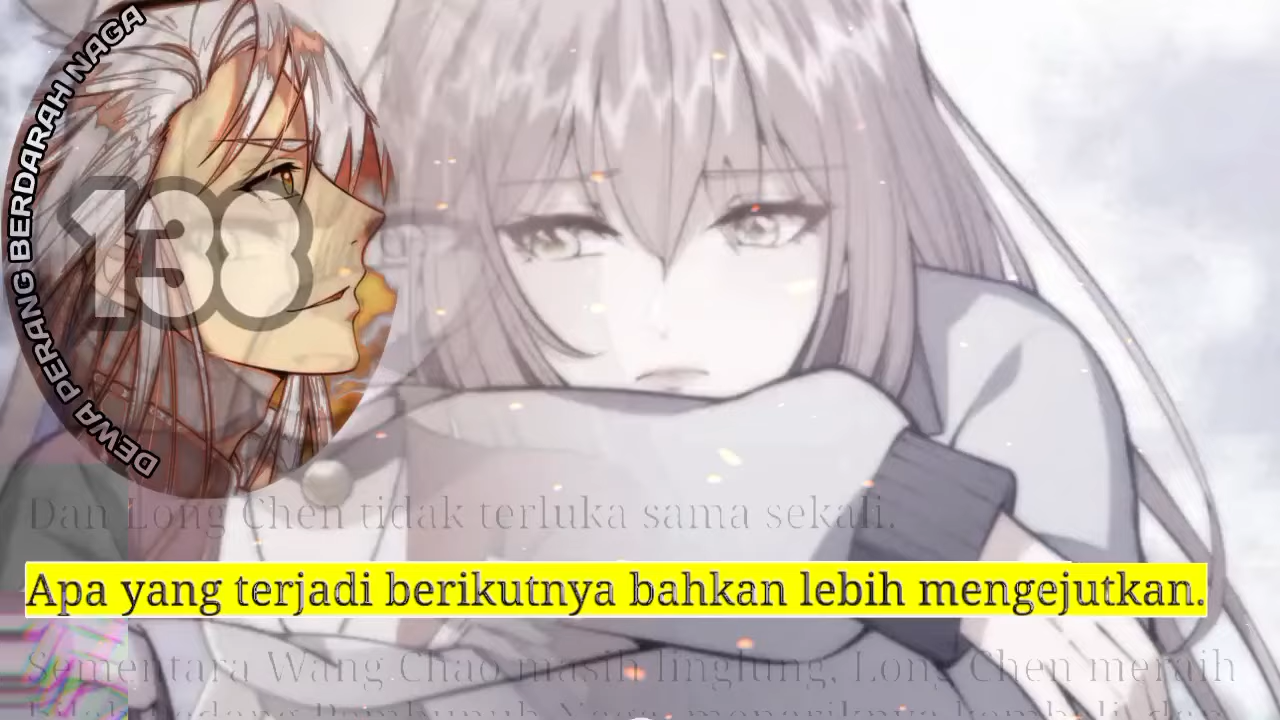 DEWA PERANG BERDARAH NAGA
138
Dan Long Chen tidak terluka sama sekali.
Apa yang terjadi berikutnya bahkan lebih mengejutkan.
Sementara Wang Chao masih linglung, Long Chen meraih